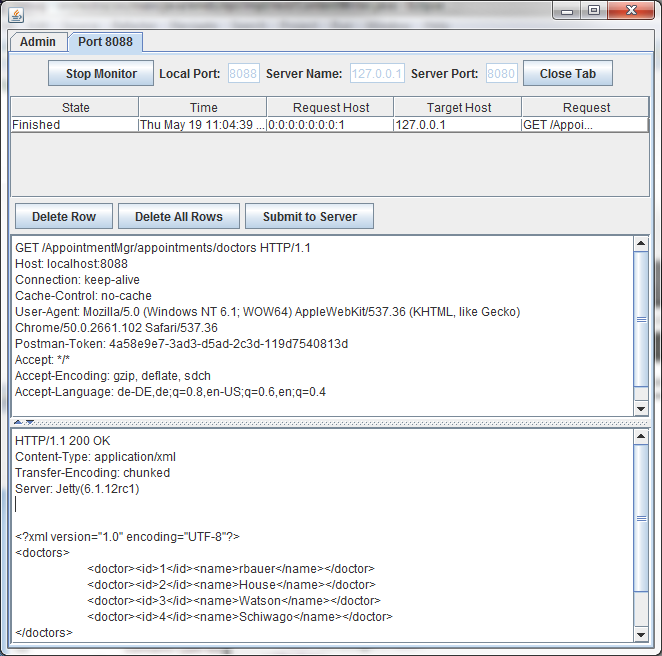 Admin Port 8088
Stop Monitor Local Port: 8088 Server Name: 127.0.0.1 Server Port: 8080 Close Tab
State Time Request Host Target Host Request
Finished Thu May 19 11:04:39 ... 0:0:0:0:0:0:0:1 127.0.0.1 GET /Appoi...
Delete Row Delete All Rows Submit to Server
GET /AppointmentMgr/appointments/doctors HTTP/1.1
Host: localhost:8088
Connection: keep-alive
Cache-Control: no-cache
User-Agent: Mozilla/5.0 (Windows NT 6.1; WOW64) AppleWebKit/537.36 (KHTML, like Gecko)
Chrome/50.0.2661.102 Safari/537.36
Postman-Token: 4a58e9e7-3ad3-d5ad-2c3d-119d7540813d
Accept: */*
Accept-Encoding: gzip, deflate, sdch
Accept-Language: de-DE,de;q=0.8,en-US;q=0.6,en;q=0.4
HTTP/1.1 200 OK
Content-Type: application/xml
Transfer-Encoding: chunked
Server: Jetty(6.1.12rc1)
<?xml version="1.0" encoding="UTF-8"?>
<doctors>
<doctor><id>1</id><name>rbauer</name></doctor>
<doctor><id>2</id><name>House</name></doctor>
<doctor><id>3</id><name>Watson</name></doctor>
<doctor><id>4</id><name>Schiwago</name></doctor>
</doctors>